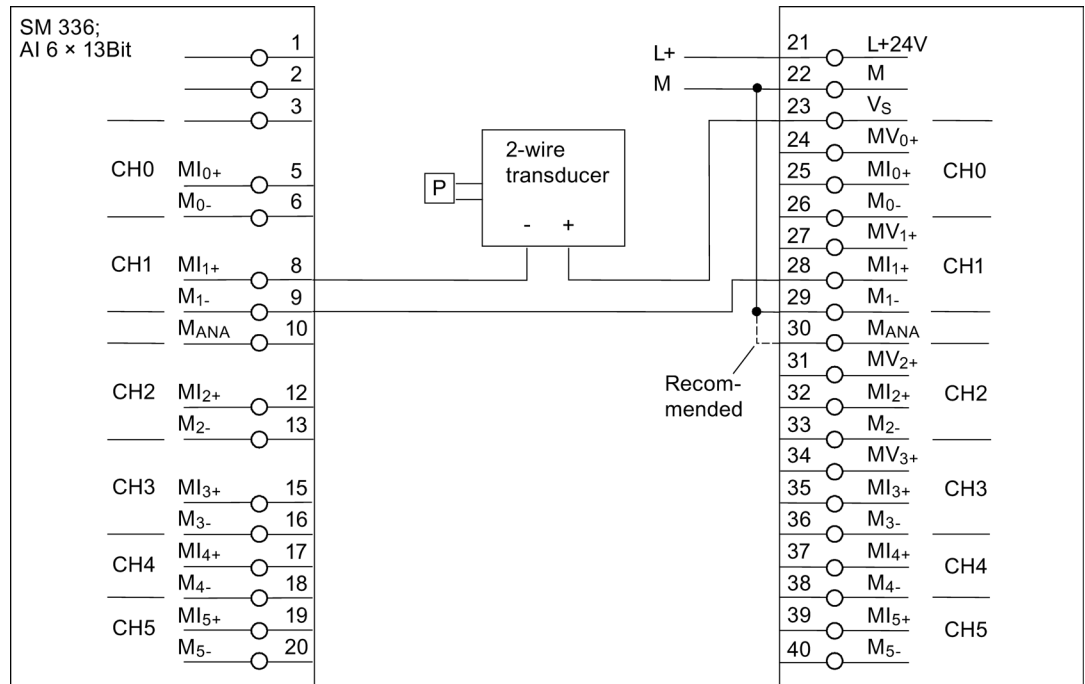 SM 336;
AI 6 × 13Bit
1
2
3
CH0 MI0+ 5
M0- 6
CH1 MI1+ 8
M1- 9
MANA 10
CH2 MI2+ 12
M2- 13
CH3 MI3+ 15
M3- 16
CH4 MI4+ 17
M4- 18
CH5 MI5+ 19
M5- 20
P
2-wire
transducer
- +
L+
M
Recom-
mended
21 L+24V
22 M
23 VS
24 MV0+
25 MI0+ CH0
26 M0-
27 MV1+
28 MI1+ CH1
29 M1-
30 MANA
31 MV2+
32 MI2+ CH2
33 M2-
34 MV3+
35 MI3+ CH3
36 M3-
37 MI4+ CH4
38 M4-
39 MI5+ CH5
40 M5-